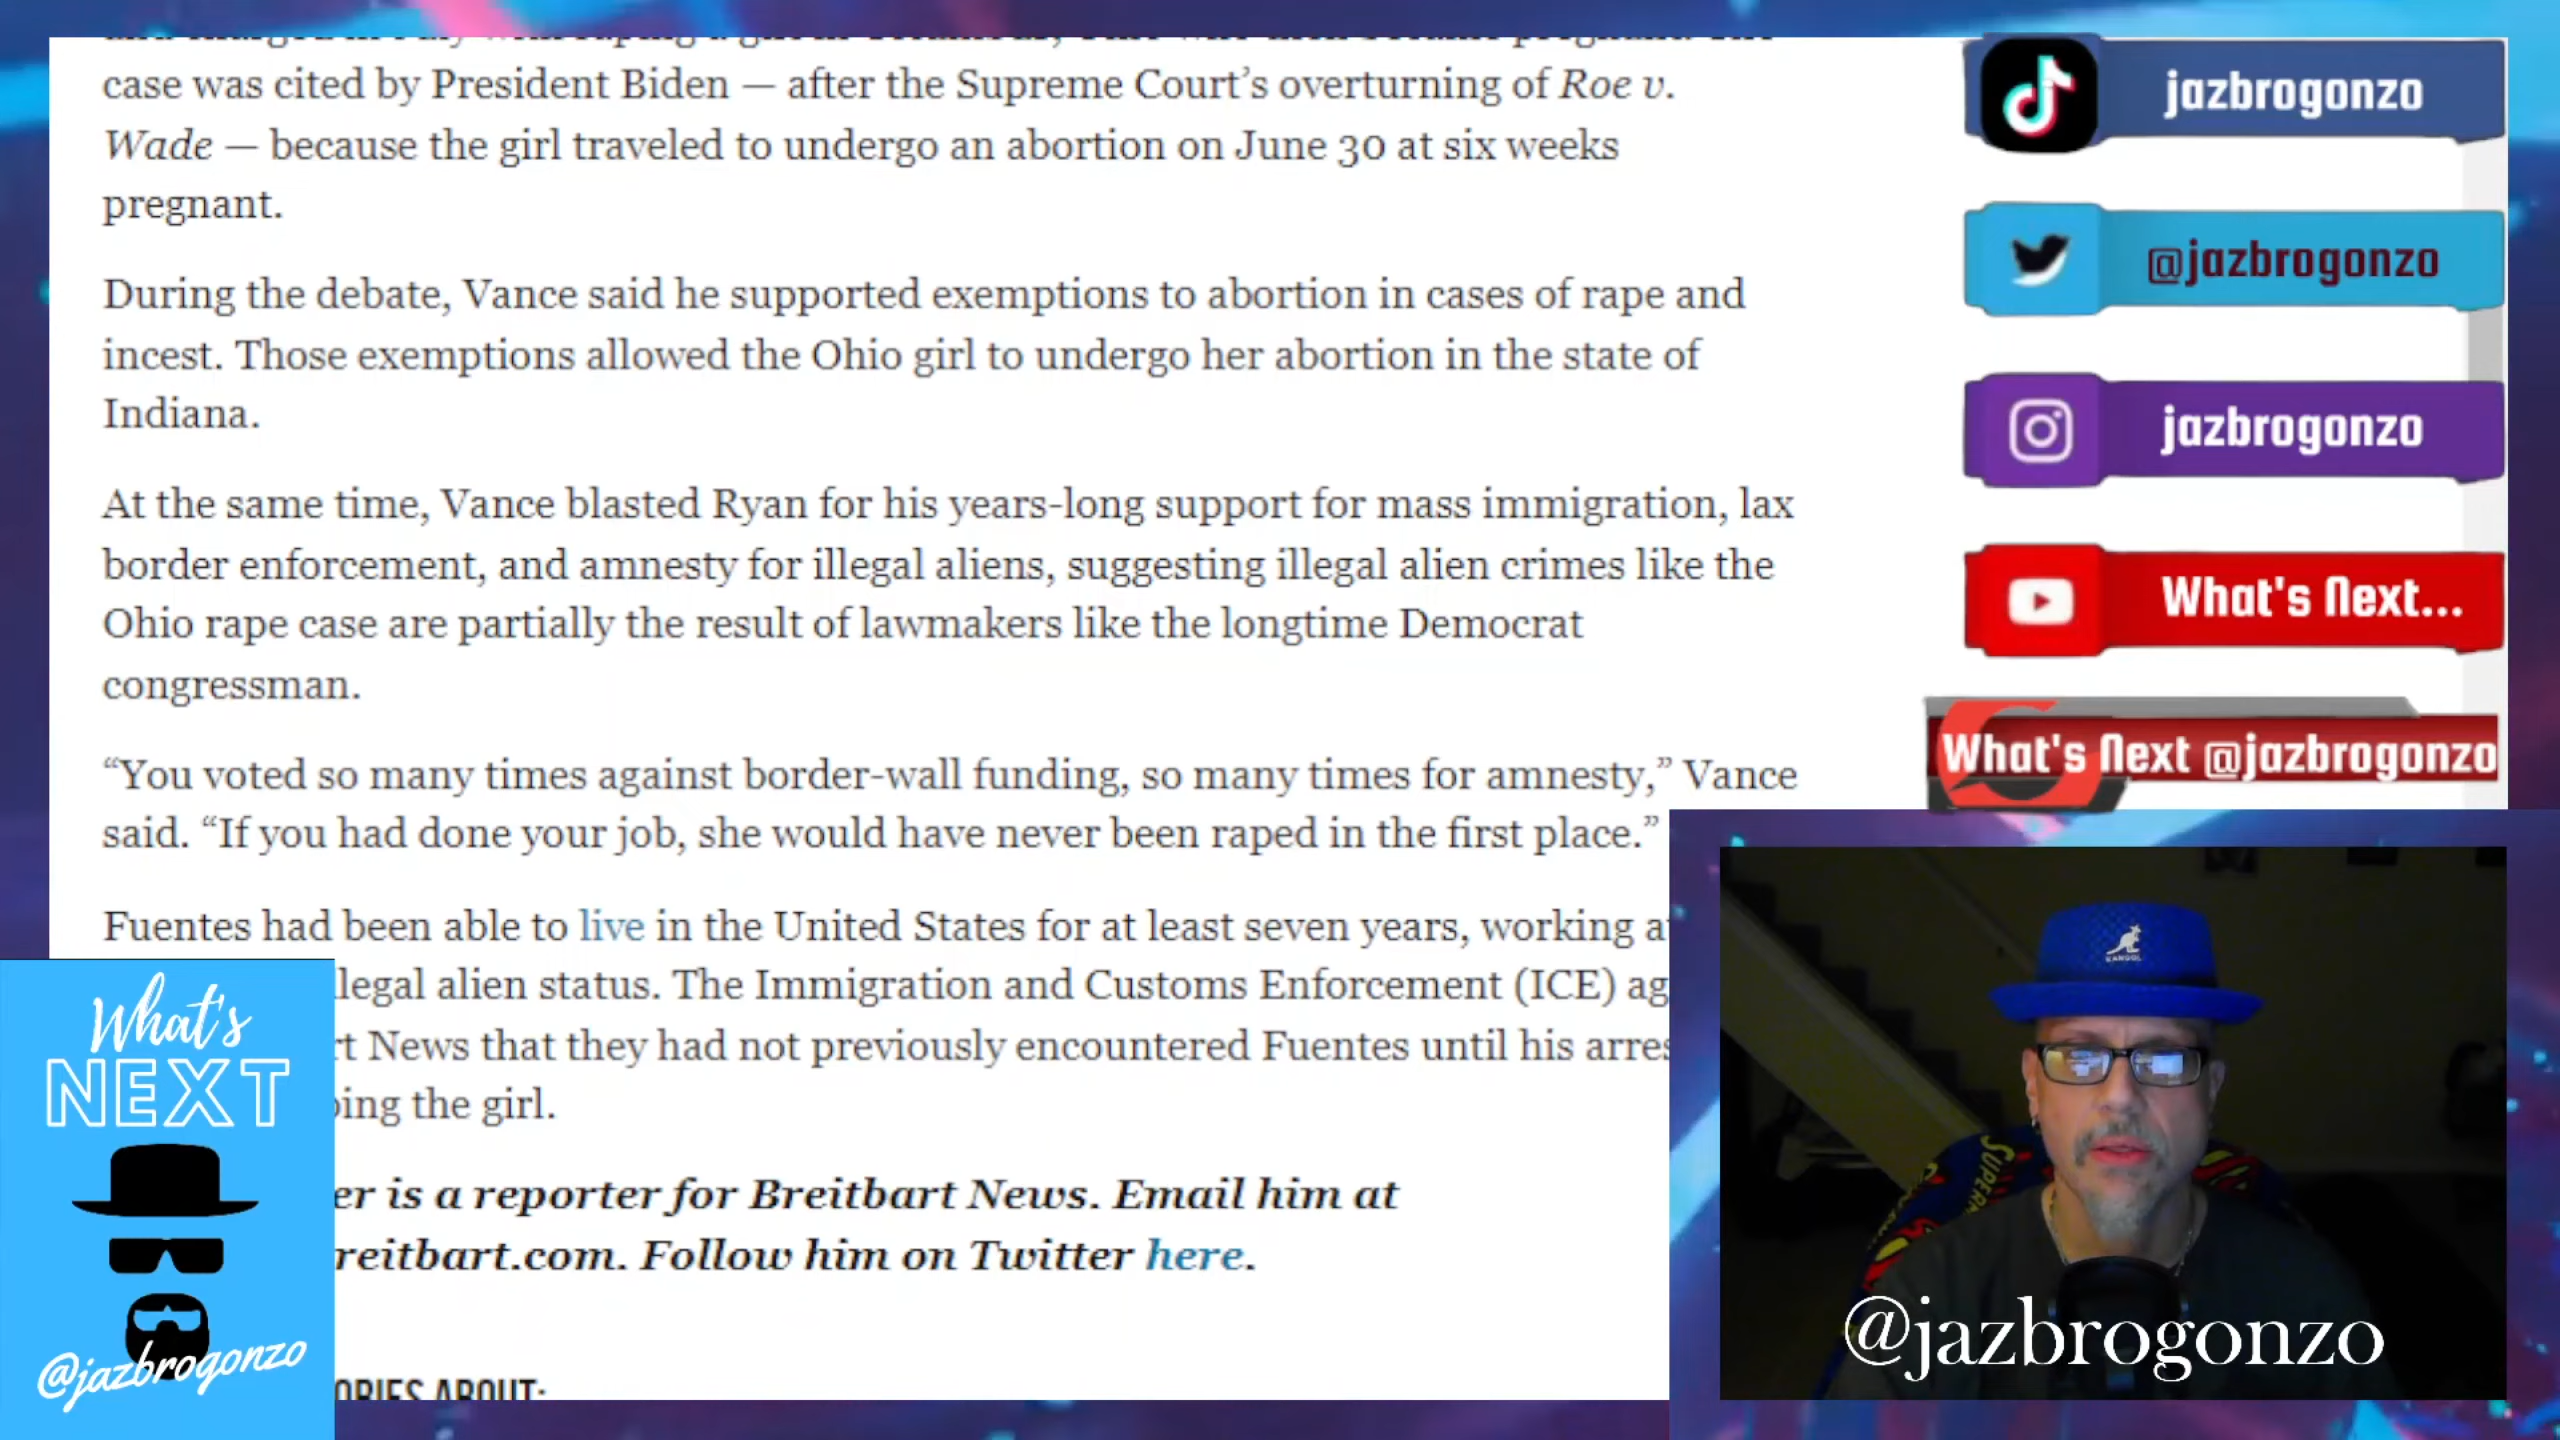 case was cited by President Biden — after the Supreme Court’s overturning of Roe v.
Wade — because the girl traveled to undergo an abortion on June 30 at six weeks
pregnant.
During the debate, Vance said he supported exemptions to abortion in cases of rape and
incest. Those exemptions allowed the Ohio girl to undergo her abortion in the state of
Indiana.
At the same time, Vance blasted Ryan for his years-long support for mass immigration, lax
border enforcement, and amnesty for illegal aliens, suggesting illegal alien crimes like the
Ohio rape case are partially the result of lawmakers like the longtime Democrat
congressman.
“You voted so many times against border-wall funding, so many times for amnesty,” Vance
said. “If you had done your job, she would have never been raped in the first place.”
Fuentes had been able to live in the United States for at least seven years, working
alien status. The Immigration and Customs Enforcement (ICE)
News that they had not previously encountered Fuentes until his
the girl.
is a reporter for Breitbart News. Email him at
Follow him on Twitter here.
jazbrogonzo
@jazbrogonzo
jazbrogonzo
What's Next...
What's Next @jazbrogonzo
What's
NEXT
@jazbrogonzo
KANGOL
@jazbrogonzo